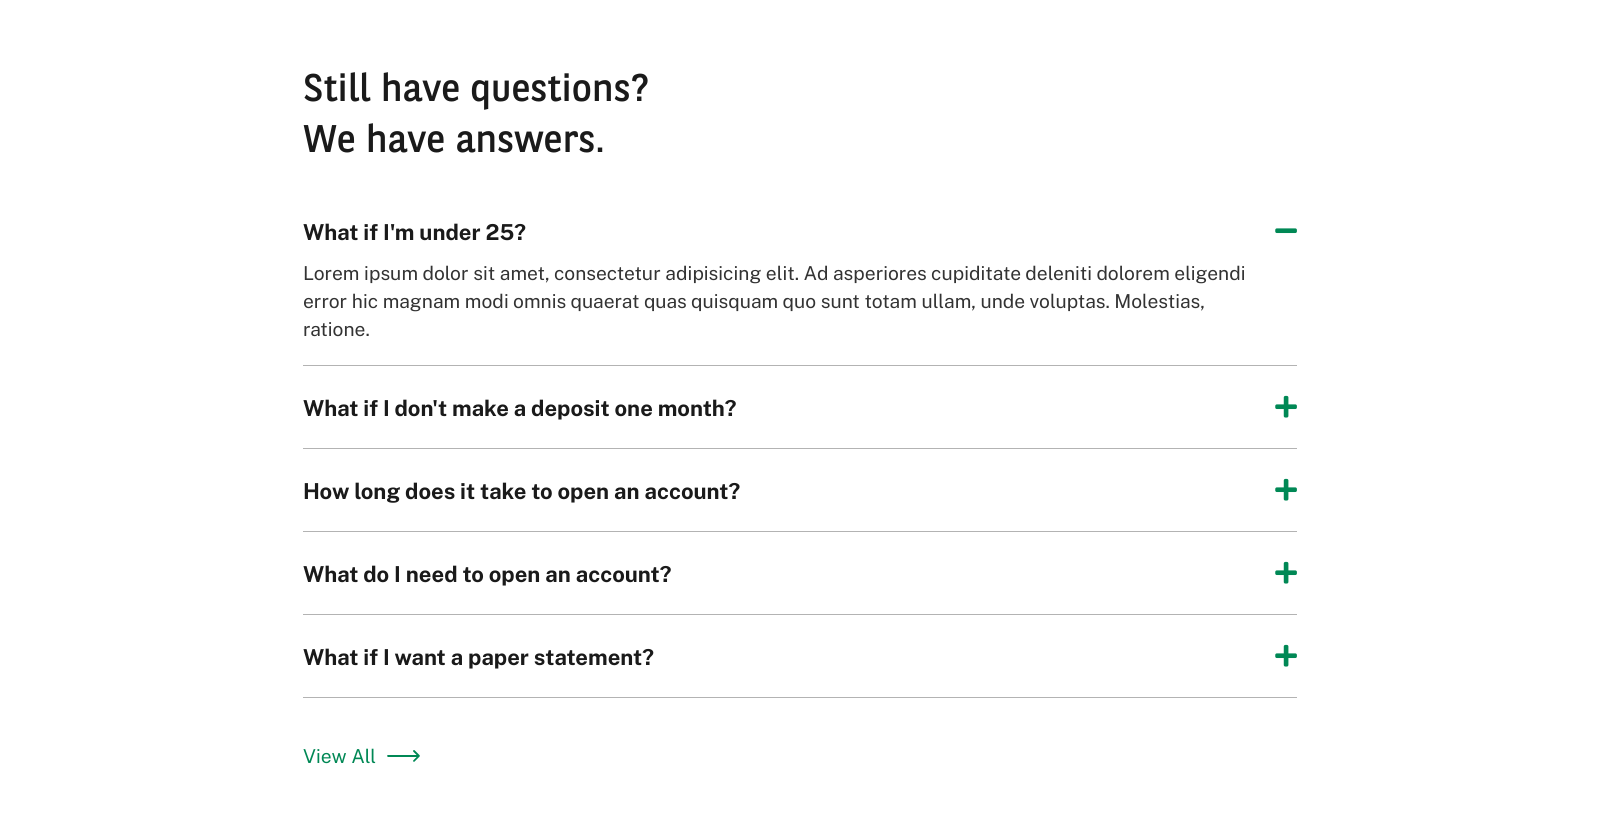 Still have questions?
We have answers.
What if I'm under 25?
Lorem ipsum dolor sit amet, consectetur adipisicing elit. Ad asperiores cupiditate deleniti dolorem eligendi
error hic magnam modi omnis quaerat quas quisquam quo sunt totam ullam, unde voluptas. Molestias,
ratione.
What if I don't make a deposit one month?
How long does it take to open an account?
What do I need to open an account?
What if I want a paper statement?
View All